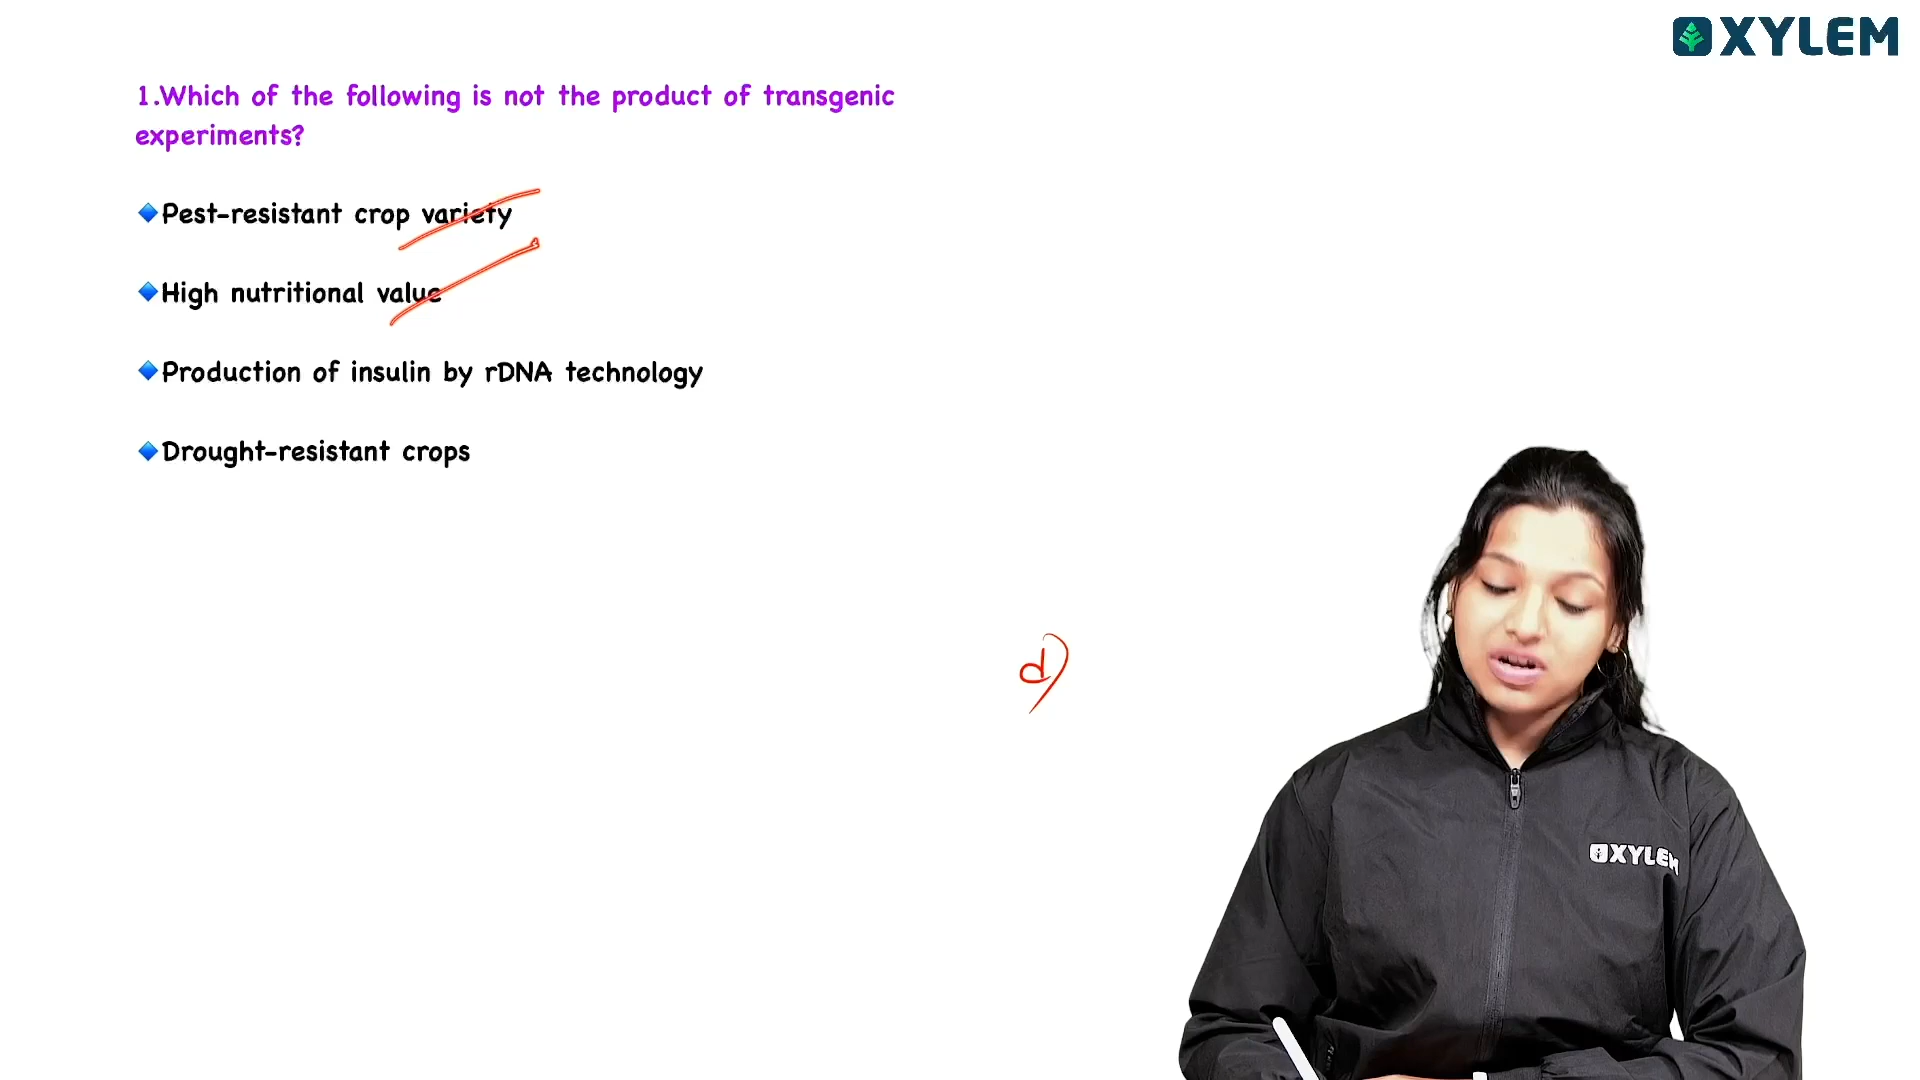 XYLEM
1.Which of the following is not the product of transgenic
experiments?
Pest-resistant crop variety
High nutritional value
Production of insulin by rDNA technology
Drought-resistant crops
d)
XYLEM